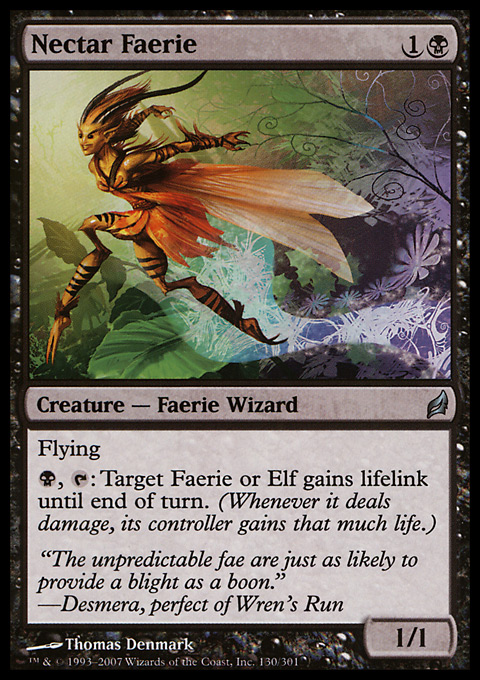 Nectar Faerie 1
Creature — Faerie Wizard
Flying
, : Target Faerie or Elf gains lifelink
until end of turn. (Whenever it deals
damage, its controller gains that much life.)
“The unpredictable fae are just as likely to
provide a blight as a boon.”
—Desmera, perfect of Wren’s Run
1/1
Thomas Denmark
™ & © 1993–2007 Wizards of the Coast, Inc. 130/301